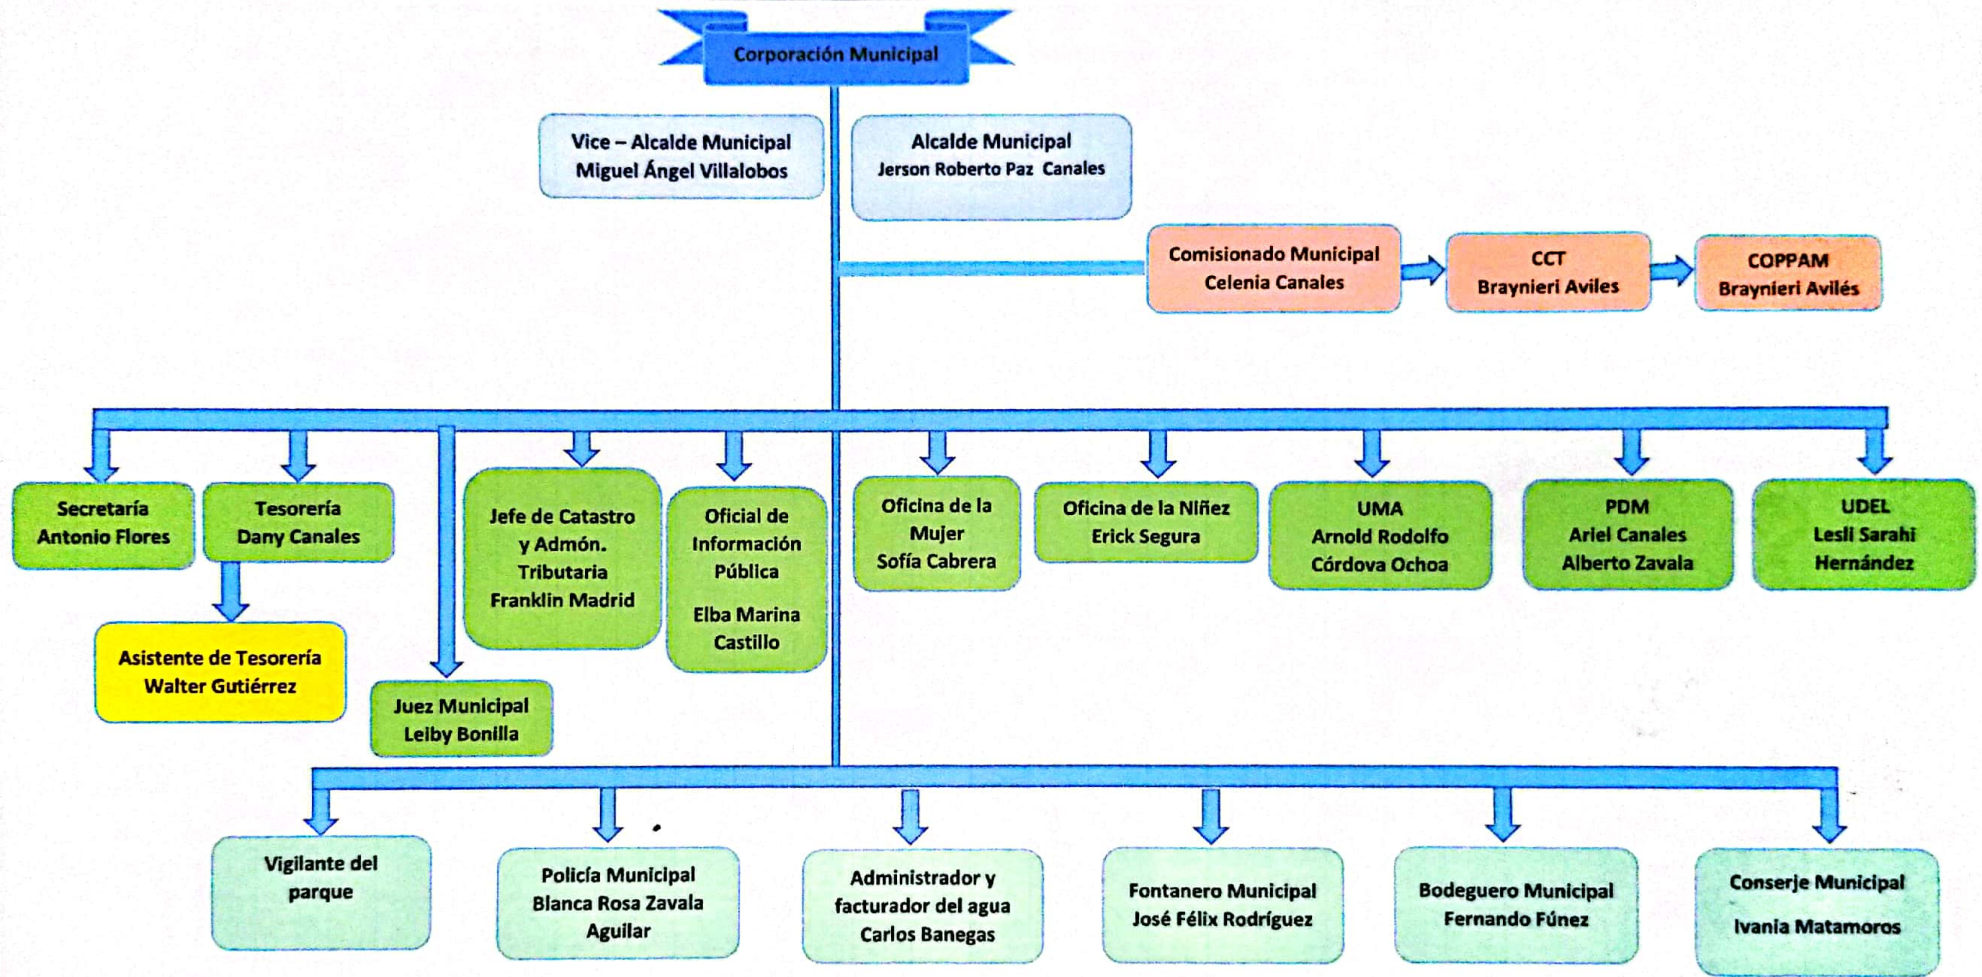 Corporación Municipal
Vice – Alcalde Municipal
Miguel Ángel Villalobos
Alcalde Municipal
Jerson Roberto Paz Canales
Comisionado Municipal
Celenia Canales
CCT
Braynieri Aviles
COPPAM
Braynieri Avilés
Secretaría
Antonio Flores
Tesorería
Dany Canales
Jefe de Catastro
y Admón.
Tributaria
Franklin Madrid
Oficial de
Información
Pública
Elba Marina
Castillo
Oficina de la
Mujer
Sofía Cabrera
Oficina de la Niñez
Erick Segura
UMA
Arnold Rodolfo
Córdova Ochoa
PDM
Ariel Canales
Alberto Zavala
UDEL
Lesli Sarahi
Hernández
Asistente de Tesorería
Walter Gutiérrez
Juez Municipal
Leiby Bonilla
Vigilante del
parque
Policía Municipal
Blanca Rosa Zavala
Aguilar
Administrador y
facturador del agua
Carlos Banegas
Fontanero Municipal
José Félix Rodríguez
Bodeguero Municipal
Fernando Fúnez
Conserje Municipal
Ivania Matamoros